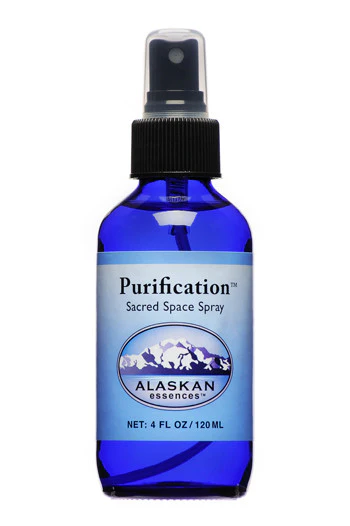 Purification™
Sacred Space Spray
ALASKAN
essences™
NET: 4 FL OZ / 120 ML